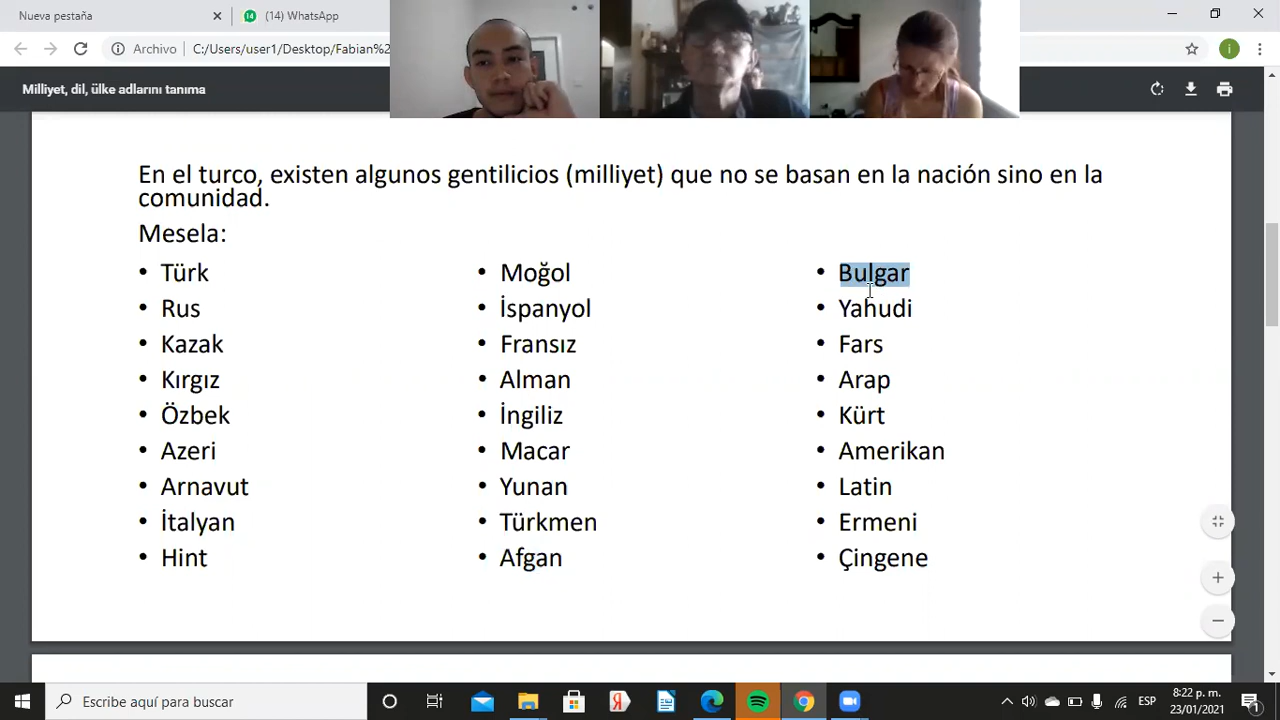 Nueva pestaña
(14) WhatsApp
Archivo
C:/Users/user1/Desktop/Fabian%2
i
Milliyet, dil, ülke adlarını tanıma
En el turco, existen algunos gentilicios (milliyet) que no se basan en la nación sino en la
comunidad.
Mesela:
• Türk
• Rus
• Kazak
• Kırgız
• Özbek
• Azeri
• Arnavut
• İtalyan
• Hint
• Moğol
• İspanyol
• Fransız
• Alman
• İngiliz
• Macar
• Yunan
• Türkmen
• Afgan
• Bulgar
• Yahudi
• Fars
• Arap
• Kürt
• Amerikan
• Latin
• Ermeni
• Çingene
Escribe aquí para buscar
ESP
8:22 p. m.
23/01/2021